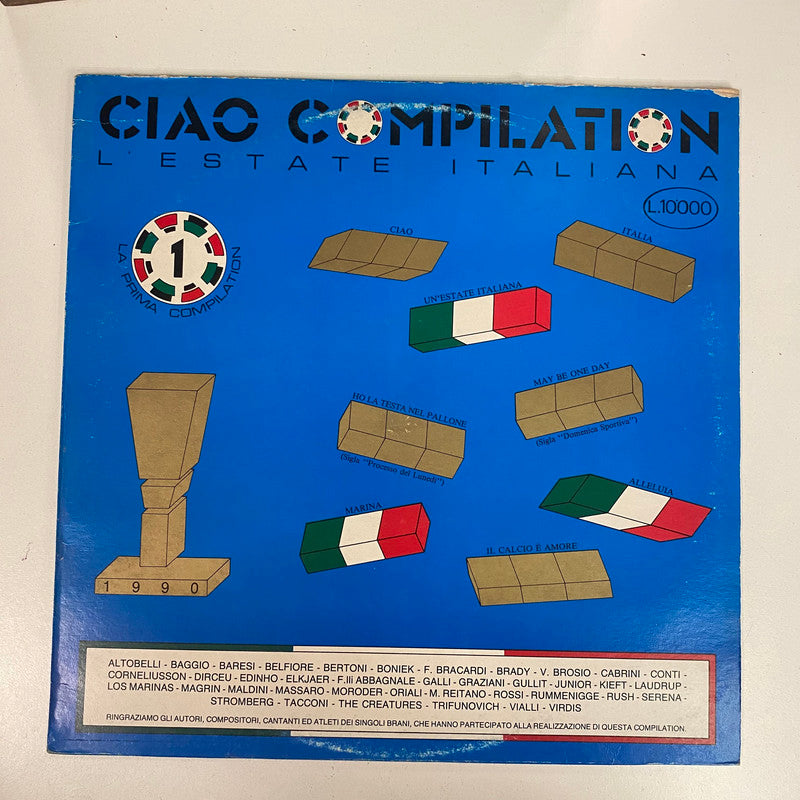 CIAO COMPILATION
L'ESTATE ITALIANA
L.10000
1
LA PRIMA COMPILATION
CIAO
ITALIA
UN'ESTATE ITALIANA
MAY BE ONE DAY
(Sigla "Domenica Sportiva")
HO LA TESTA NEL PALLONE
(Sigla "Processo del Lunedì")
ALLELUIA
MARINA
IL CALCIO È AMORE
1 9 9 0
ALTOBELLI - BAGGIO - BARESI - BELFIORE - BERTONI - BONIEK - F. BRACARDI - BRADY - V. BROSIO - CABRINI - CONTI -
CORNELIUSSON - DIRCEU - EDINHO - ELKJAER - F.lli ABBAGNALE - GALLI - GRAZIANI - GULLIT - JUNIOR - KIEFT - LAUDRUP -
LOS MARINAS - MAGRIN - MALDINI - MASSARO - MORODER - ORIALI - M. REITANO - ROSSI - RUMMENIGGE - RUSH - SERENA -
STROMBERG - TACCONI - THE CREATURES - TRIFUNOVICH - VIALLI - VIRDIS
RINGRAZIAMO GLI AUTORI, COMPOSITORI, CANTANTI ED ATLETI DEI SINGOLI BRANI, CHE HANNO PARTECIPATO ALLA REALIZZAZIONE DI QUESTA COMPILATION.